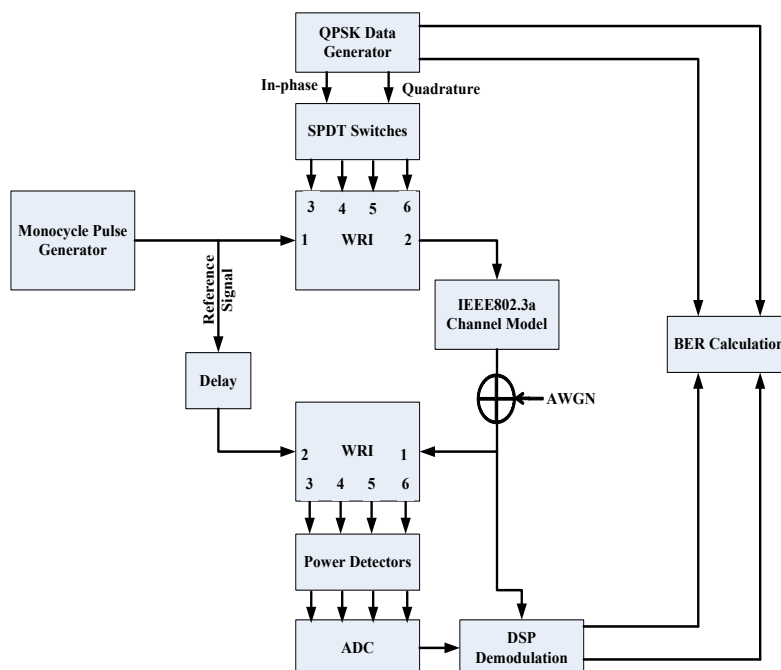 QPSK Data
Generator
In-phase
Quadrature
SPDT Switches
3 4 5 6
Monocycle Pulse
Generator
1 WRI 2
Reference
Signal
IEEE802.3a
Channel Model
BER Calculation
Delay
AWGN
2 WRI 1
3 4 5 6
Power Detectors
ADC
DSP
Demodulation